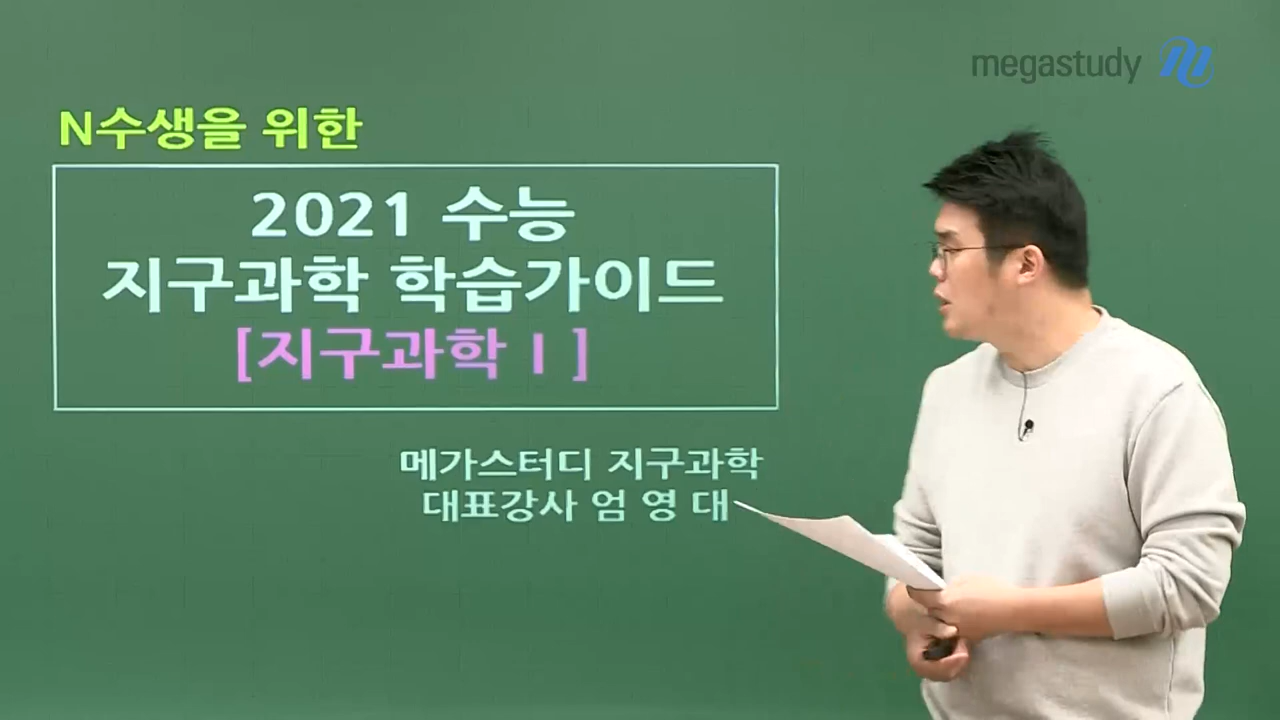 megastudy
N수생을 위한
2021 수능
지구과학 학습가이드
[지구과학 I]
메가스터디 지구과학
대표강사 엄영대